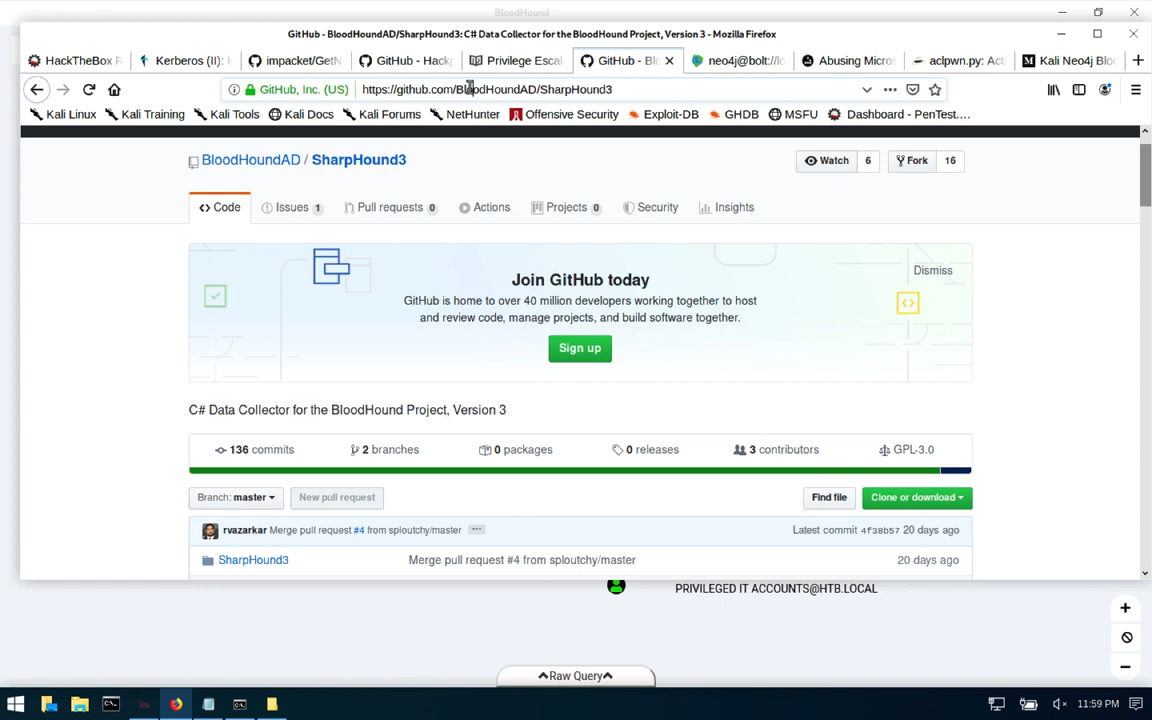 BloodHound
GitHub - BloodHoundAD/SharpHound3: C# Data Collector for the BloodHound Project, Version 3 - Mozilla Firefox
HackTheBox R
Kerberos (II): H
impacket/GetN
GitHub - Hack
Privilege Esca
GitHub - Blo
neo4j@bolt://lo
Abusing Micros
aclpwn.py: Acti
Kali Neo4j Bloo
GitHub, Inc. (US)
https://github.com/BloodHoundAD/SharpHound3
Kali Linux
Kali Training
Kali Tools
Kali Docs
Kali Forums
NetHunter
Offensive Security
Exploit-DB
GHDB
MSFU
Dashboard - PenTest....
BloodHoundAD / SharpHound3
Watch 6
Fork 16
Code
Issues 1
Pull requests 0
Actions
Projects 0
Security
Insights
Join GitHub today
Dismiss
GitHub is home to over 40 million developers working together to host
and review code, manage projects, and build software together.
Sign up
C# Data Collector for the BloodHound Project, Version 3
136 commits
2 branches
0 packages
0 releases
3 contributors
GPL-3.0
Branch: master
New pull request
Find file
Clone or download
rvazarkar Merge pull request #4 from sploutchy/master
Latest commit 4f38b57 20 days ago
SharpHound3
Merge pull request #4 from sploutchy/master
20 days ago
PRIVILEGED IT ACCOUNTS@HTB.LOCAL
Raw Query
11:59 PM